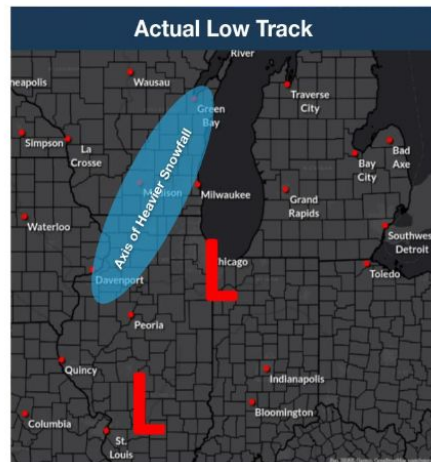 Actual Low Track
River
neapolis
Wausau
Green
Bay
Traverse
City
Simpson
La
Crosse
Bad
Axe
Bay
City
Axis of Heavier Snowfall
Madison
Milwaukee
Grand
Rapids
Waterloo
Southwest
Detroit
L
hicago
Toledo
Davenport
Peoria
Quincy
Indianapolis
L
Columbia
St.
Louis
Bloomington